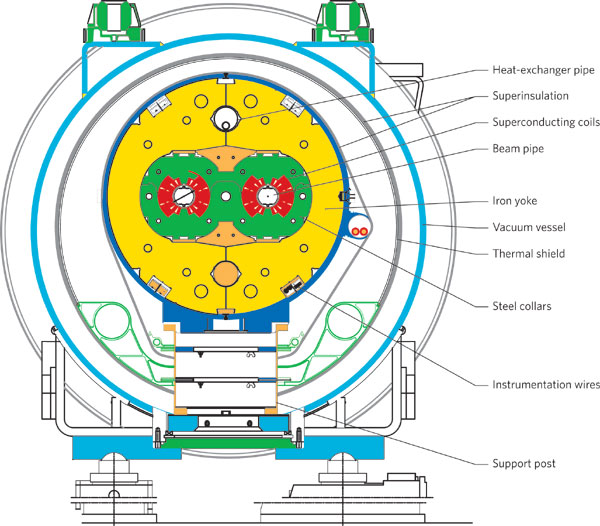 Heat-exchanger pipe
Superinsulation
Superconducting coils
Beam pipe
Iron yoke
Vacuum vessel
Thermal shield
Steel collars
Instrumentation wires
Support post